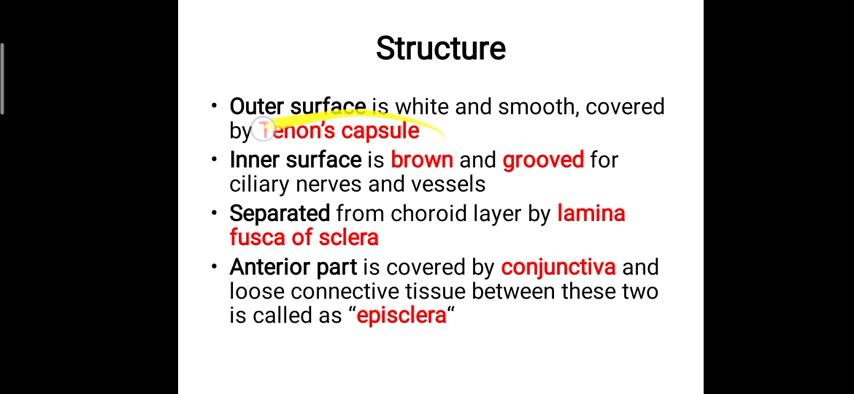 Structure
• Outer surface is white and smooth, covered
by Tenon's capsule
• Inner surface is brown and grooved for
ciliary nerves and vessels
• Separated from choroid layer by lamina
fusca of sclera
• Anterior part is covered by conjunctiva and
loose connective tissue between these two
is called as “episclera“